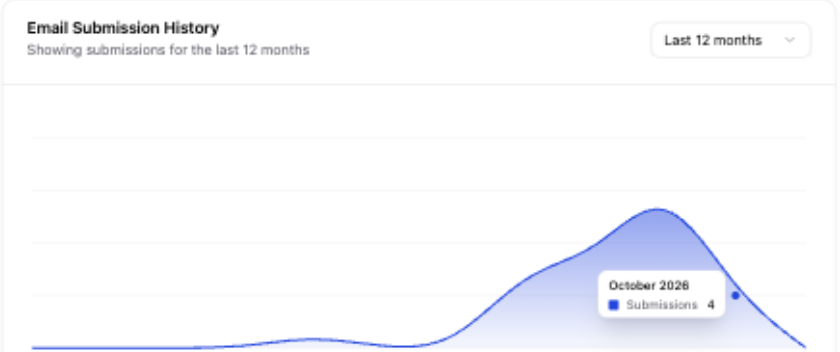 Email Submission History
Showing submissions for the last 12 months
Last 12 months
October 2026
Submissions 4